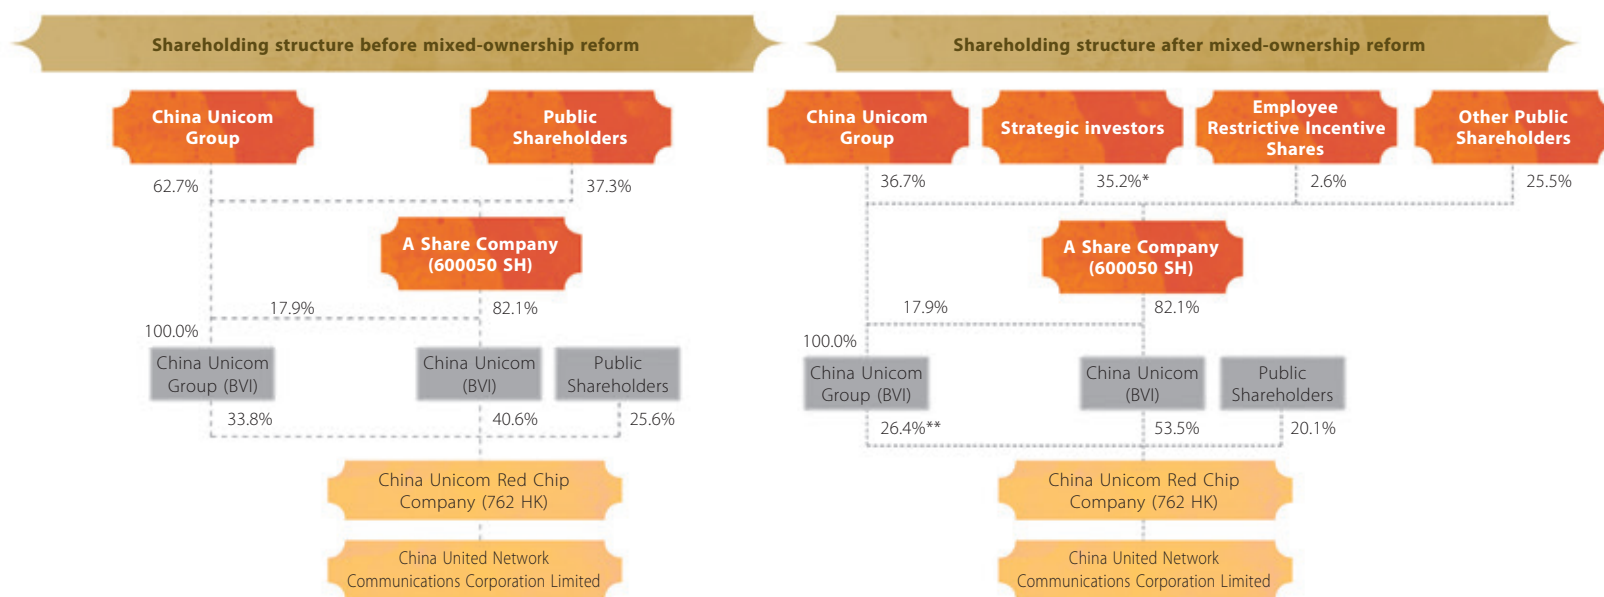 Shareholding structure before mixed-ownership reform
China Unicom
Group
Public
Shareholders
62.7%
37.3%
A Share Company
(600050 SH)
17.9%
82.1%
100.0%
China Unicom
Group (BVI)
China Unicom
(BVI)
Public
Shareholders
33.8%
40.6%
25.6%
China Unicom Red Chip
Company (762 HK)
China United Network
Communications Corporation Limited
Shareholding structure after mixed-ownership reform
China Unicom
Group
Strategic investors
Employee
Restrictive Incentive
Shares
Other Public
Shareholders
36.7%
35.2%*
2.6%
25.5%
A Share Company
(600050 SH)
17.9%
82.1%
100.0%
China Unicom
Group (BVI)
China Unicom
(BVI)
Public
Shareholders
26.4%**
53.5%
20.1%
China Unicom Red Chip
Company (762 HK)
China United Network
Communications Corporation Limited